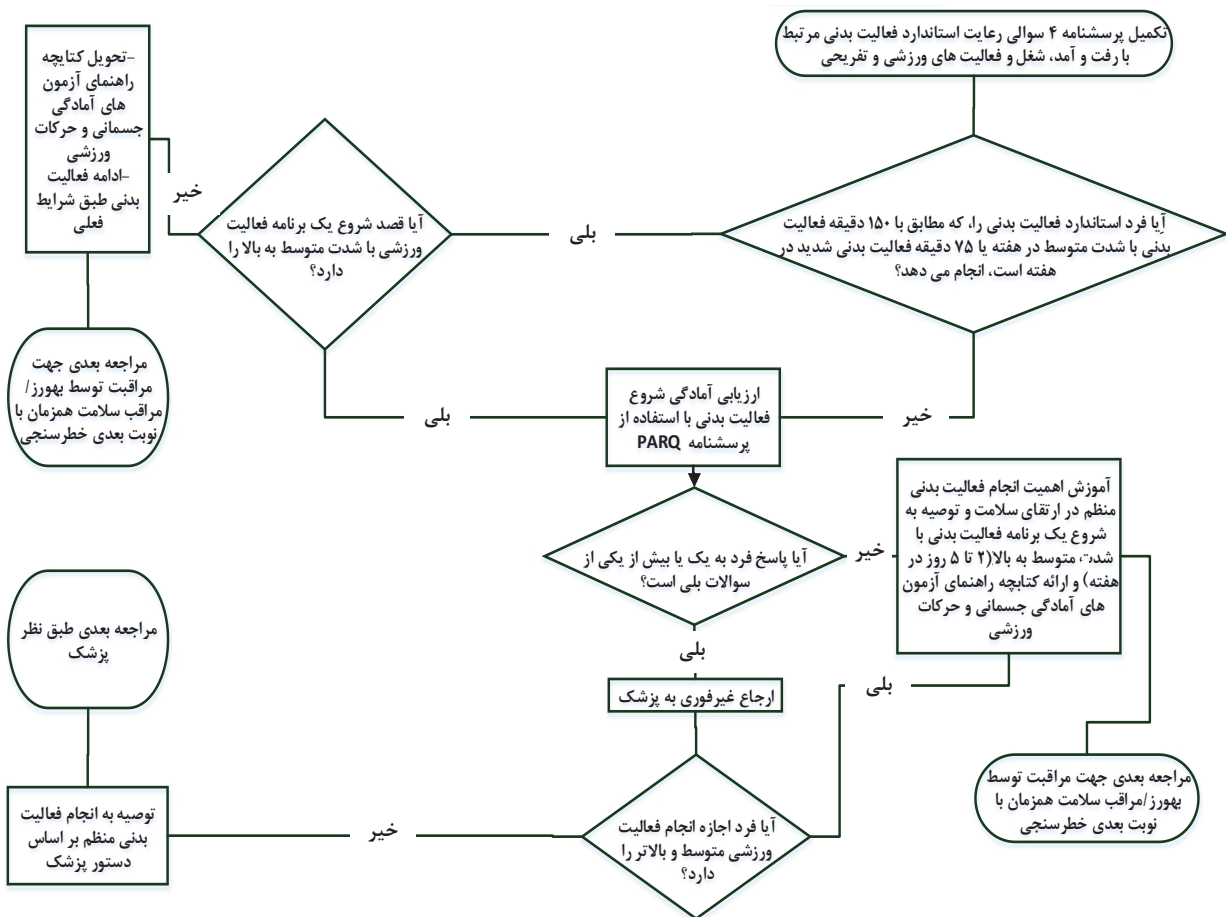 تکمیل پرسشنامه ۴ سوالی رعایت استاندارد فعالیت بدنی مرتبط
با رفت و آمد، شغل و فعالیت های ورزشی و تفریحی
آیا فرد استاندارد فعالیت بدنی را، که مطابق با ۱۵۰ دقیقه فعالیت
بدنی با شدت متوسط در هفته یا ۷۵ دقیقه فعالیت بدنی شدید در
هفته است، انجام می دهد؟
بلی
آیا قصد شروع یک برنامه فعالیت
ورزشی با شدت متوسط به بالا را
دارد؟
خیر
-تحویل کتابچه
راهنمای آزمون
های آمادگی
جسمانی و حرکات
ورزشی
-ادامه فعالیت
بدنی طبق شرایط
فعلی
مراجعه بعدی جهت
مراقبت توسط بهورز/
مراقب سلامت همزمان با
نوبت بعدی خطرسنجی
خیر
بلی
ارزیابی آمادگی شروع
فعالیت بدنی با استفاده از
پرسشنامه PARQ
آیا پاسخ فرد به یک یا بیش از یکی از
سوالات بلی است؟
خیر
آموزش اهمیت انجام فعالیت بدنی
منظم در ارتقای سلامت و توصیه به
شروع یک برنامه فعالیت بدنی با
شدت متوسط به بالا(۲ تا ۵ روز در
هفته) و ارائه کتابچه راهنمای آزمون
های آمادگی جسمانی و حرکات
ورزشی
بلی
ارجاع غیرفوری به پزشک
آیا فرد اجازه انجام فعالیت
ورزشی متوسط و بالاتر را
دارد؟
بلی
مراجعه بعدی جهت مراقبت توسط
بهورز/مراقب سلامت همزمان با
نوبت بعدی خطرسنجی
خیر
توصیه به انجام فعالیت
بدنی منظم بر اساس
دستور پزشک
مراجعه بعدی طبق نظر
پزشک